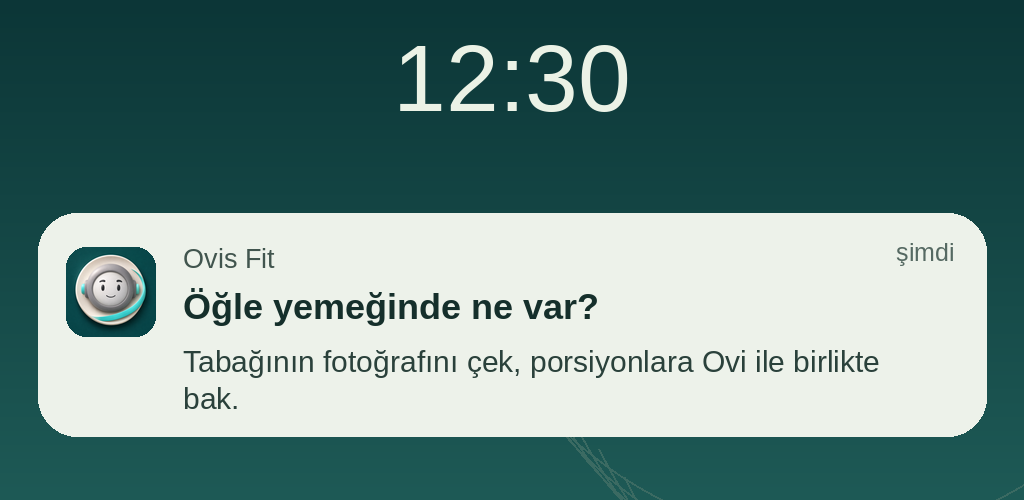 12:30
Ovis Fit
şimdi
Öğle yemeğinde ne var?
Tabağının fotoğrafını çek, porsiyonlara Ovi ile birlikte
bak.